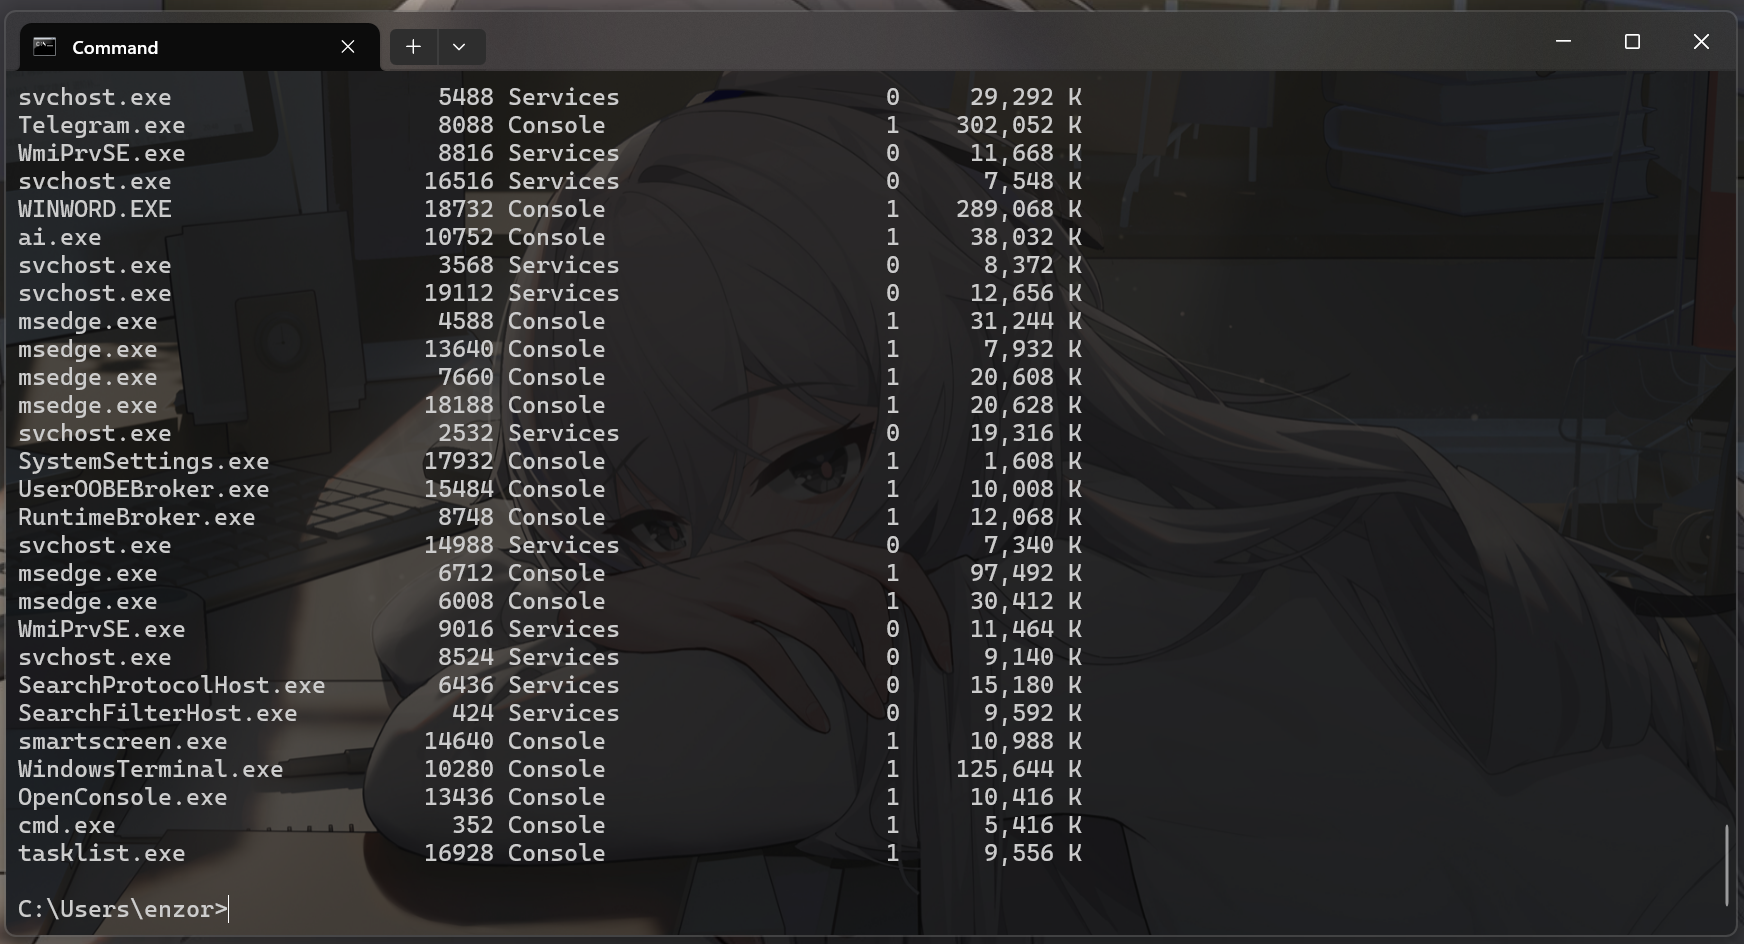 Command
svchost.exe 5488 Services 0 29,292 K
Telegram.exe 8088 Console 1 302,052 K
WmiPrvSE.exe 8816 Services 0 11,668 K
svchost.exe 16516 Services 0 7,548 K
WINWORD.EXE 18732 Console 1 289,068 K
ai.exe 10752 Console 1 38,032 K
svchost.exe 3568 Services 0 8,372 K
svchost.exe 19112 Services 0 12,656 K
msedge.exe 4588 Console 1 31,244 K
msedge.exe 13640 Console 1 7,932 K
msedge.exe 7660 Console 1 20,608 K
msedge.exe 18188 Console 1 20,628 K
svchost.exe 2532 Services 0 19,316 K
SystemSettings.exe 17932 Console 1 1,608 K
UserOOBEBroker.exe 15484 Console 1 10,008 K
RuntimeBroker.exe 8748 Console 1 12,068 K
svchost.exe 14988 Services 0 7,340 K
msedge.exe 6712 Console 1 97,492 K
msedge.exe 6008 Console 1 30,412 K
WmiPrvSE.exe 9016 Services 0 11,464 K
svchost.exe 8524 Services 0 9,140 K
SearchProtocolHost.exe 6436 Services 0 15,180 K
SearchFilterHost.exe 424 Services 0 9,592 K
smartscreen.exe 14640 Console 1 10,988 K
WindowsTerminal.exe 10280 Console 1 125,644 K
OpenConsole.exe 13436 Console 1 10,416 K
cmd.exe 352 Console 1 5,416 K
tasklist.exe 16928 Console 1 9,556 K
C:\Users\enzor>